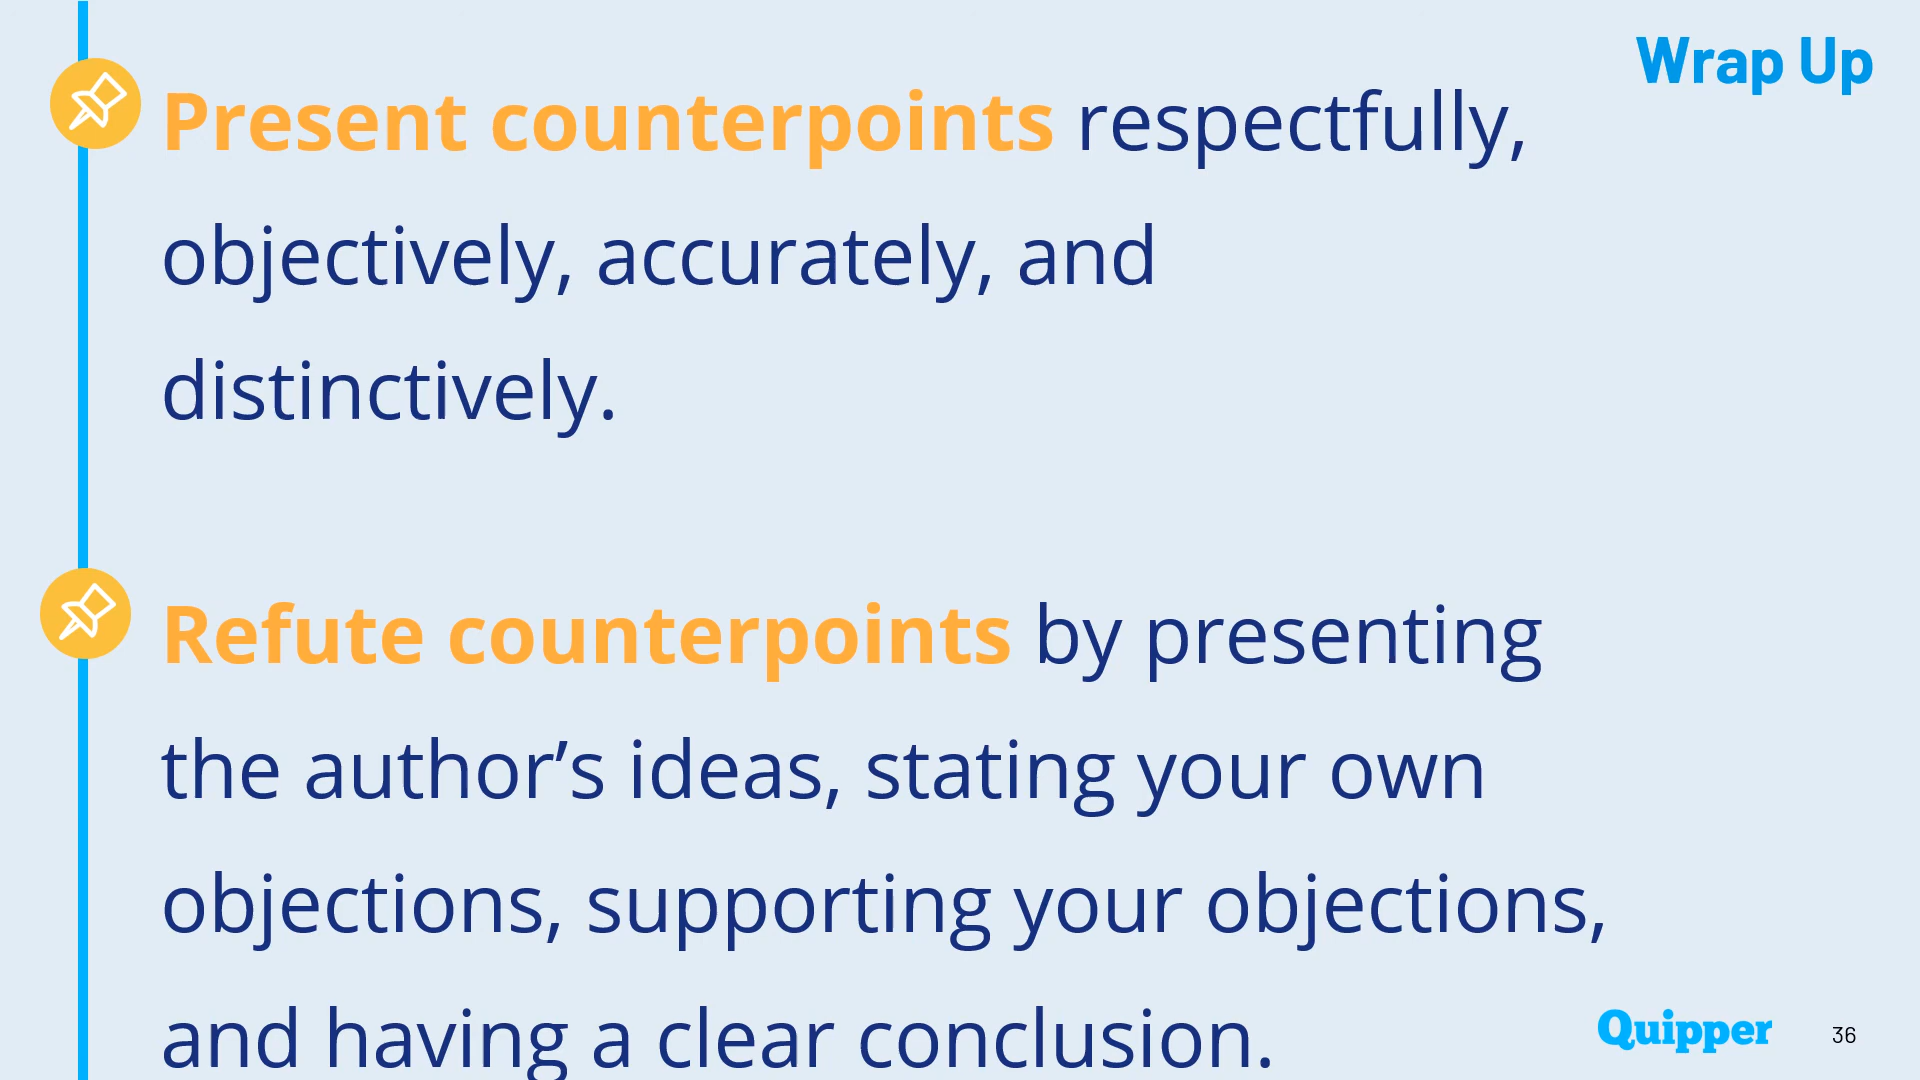 Wrap Up
Present counterpoints respectfully,
objectively, accurately, and
distinctively.
Refute counterpoints by presenting
the author’s ideas, stating your own
objections, supporting your objections,
and having a clear conclusion.
Quipper
36